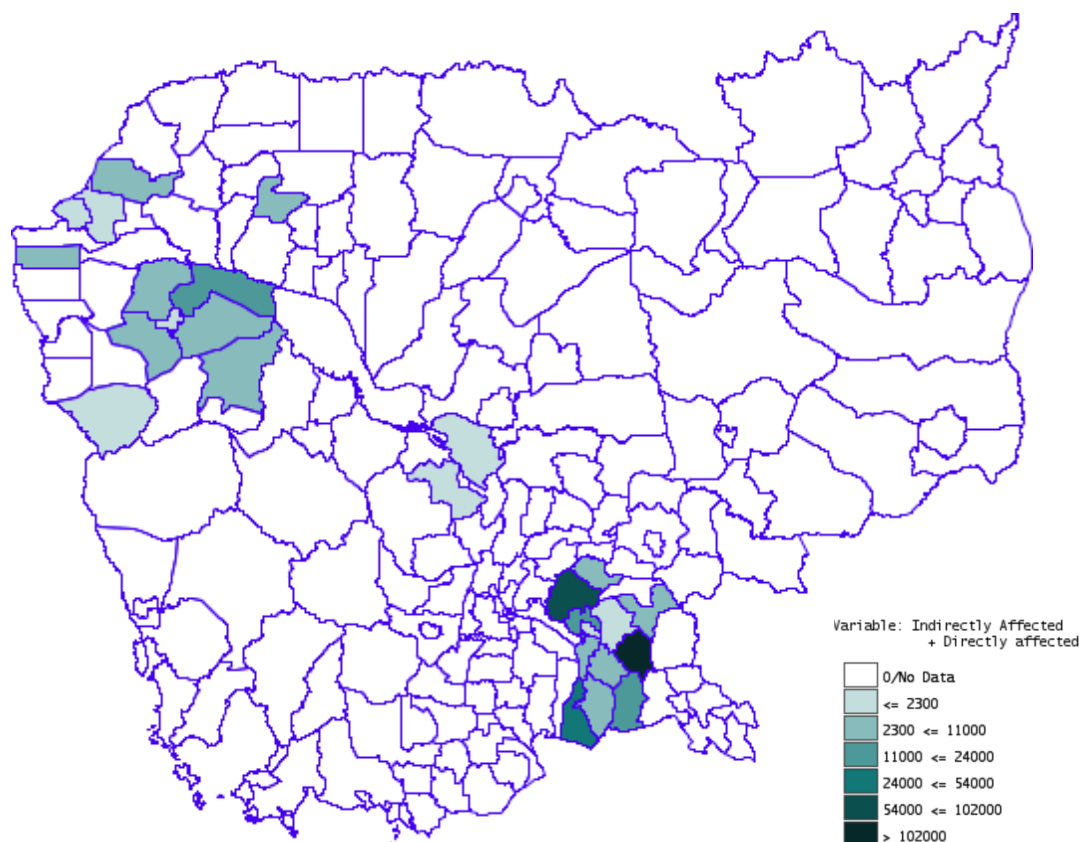 Variable: Indirectly Affected
+ Directly affected
0/No Data
<= 2300
2300 <= 11000
11000 <= 24000
24000 <= 54000
54000 <= 102000
> 102000